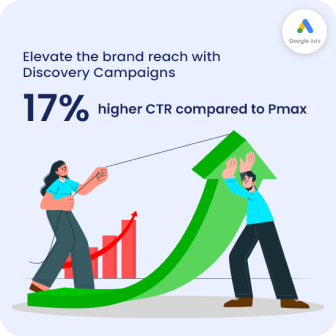 Google Ads
Elevate the brand reach with
Discovery Campaigns
17% higher CTR compared to Pmax